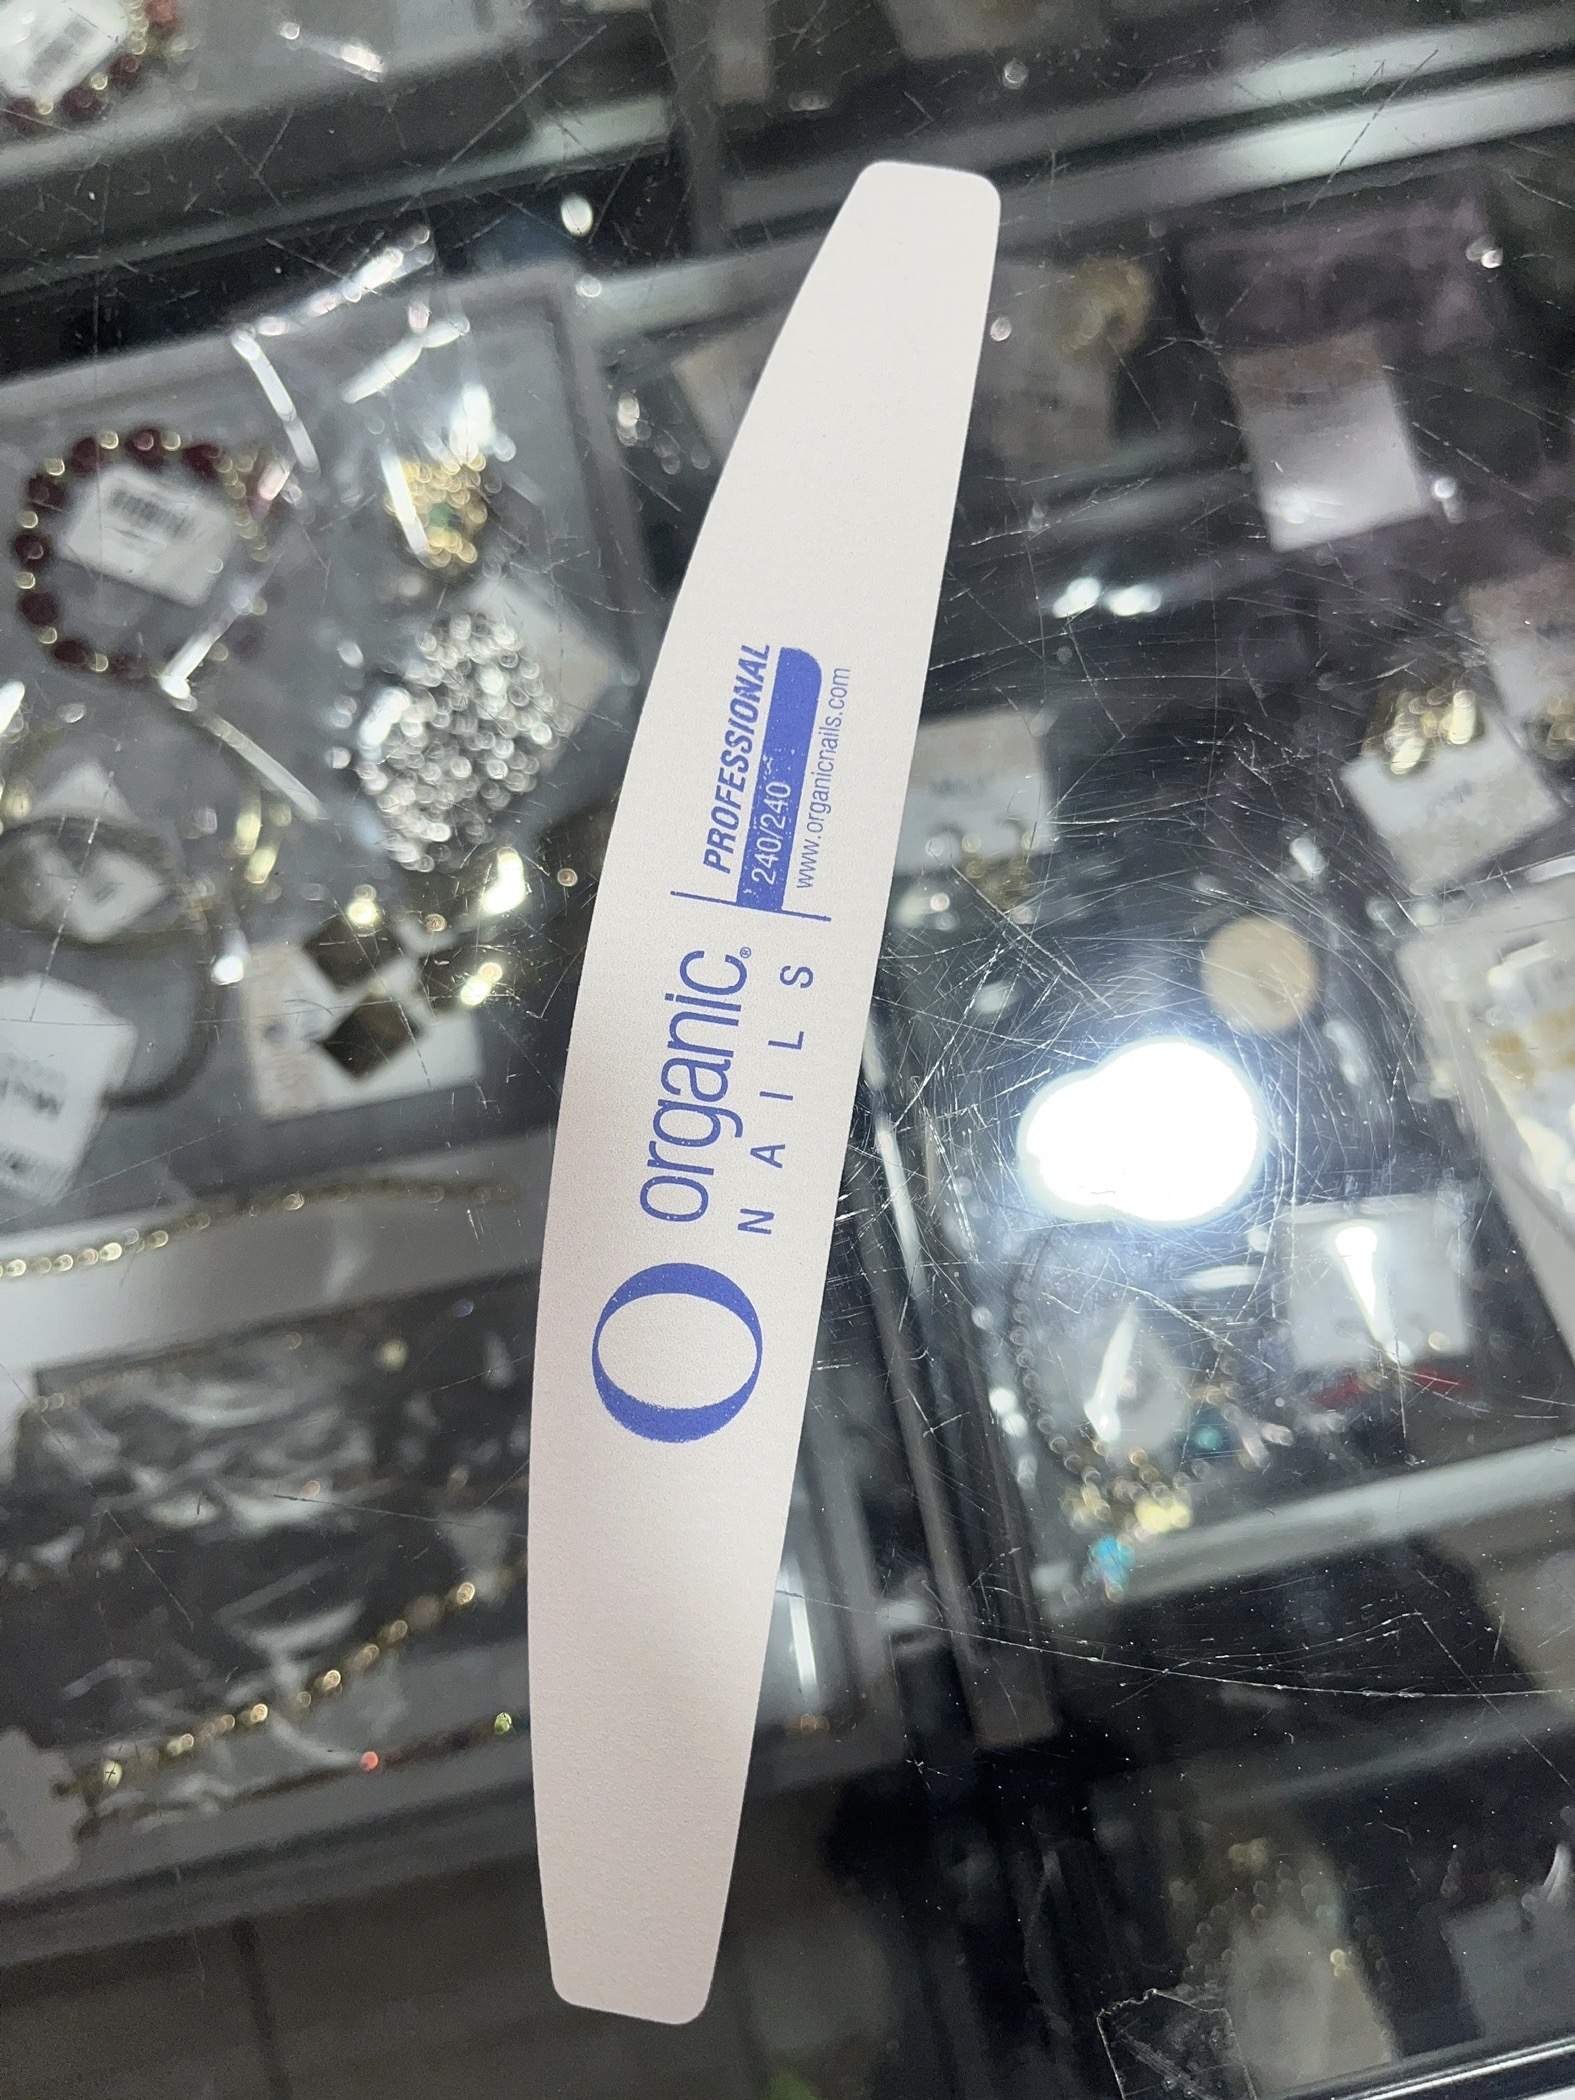 O
organic®
NAILS
PROFESSIONAL
240/240
www.organicnails.com